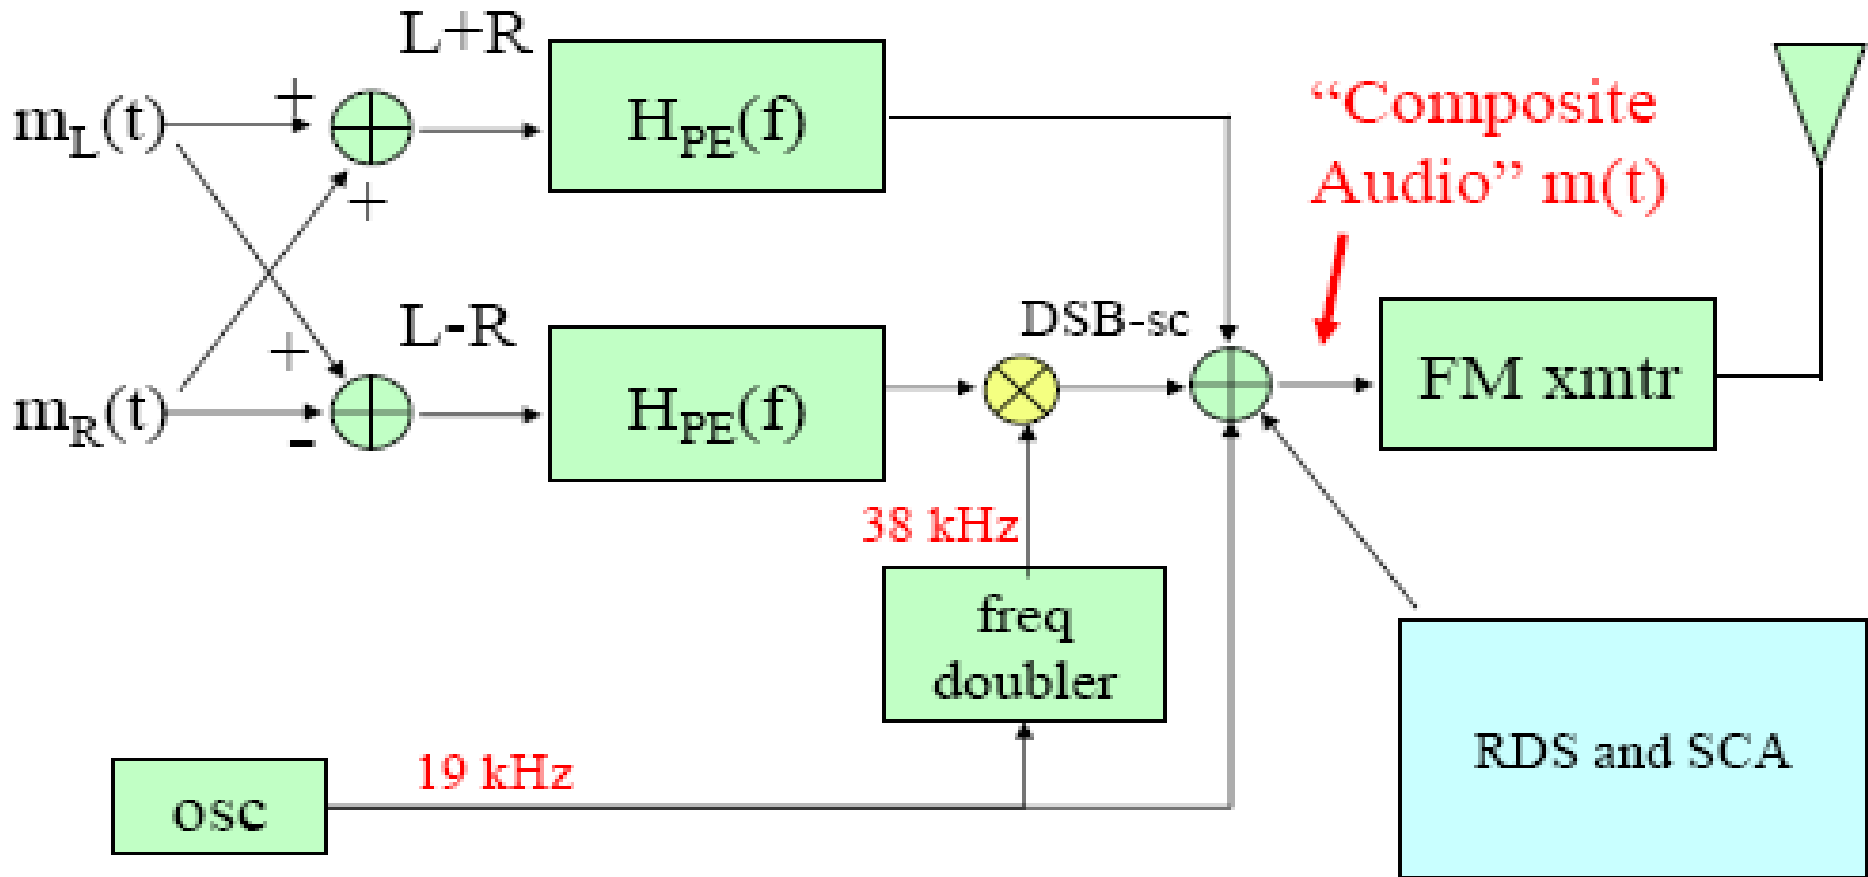 L+R
m_L(t)
+
H_PE(f)
“Composite
Audio” m(t)
+
L-R
DSB-sc
+
m_R(t)
-
H_PE(f)
FM xmtr
38 kHz
freq
doubler
RDS and SCA
19 kHz
osc